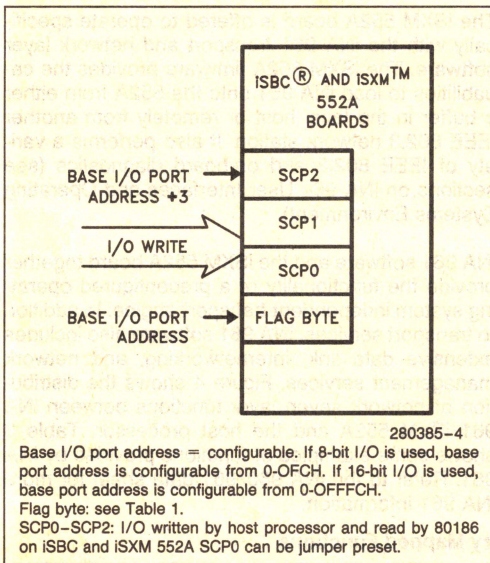 iSBC® AND iSXM™
552A
BOARDS
BASE I/O PORT
ADDRESS +3
SCP2
SCP1
I/O WRITE
SCP0
BASE I/O PORT
ADDRESS
FLAG BYTE
280385-4
Base I/O port address = configurable. If 8-bit I/O is used, base
port address is configurable from 0-OFCH. If 16-bit I/O is used,
base port address is configurable from 0-OFFFCH.
Flag byte: see Table 1.
SCP0-SCP2: I/O written by host processor and read by 80186
on iSBC and iSXM 552A SCP0 can be jumper preset.